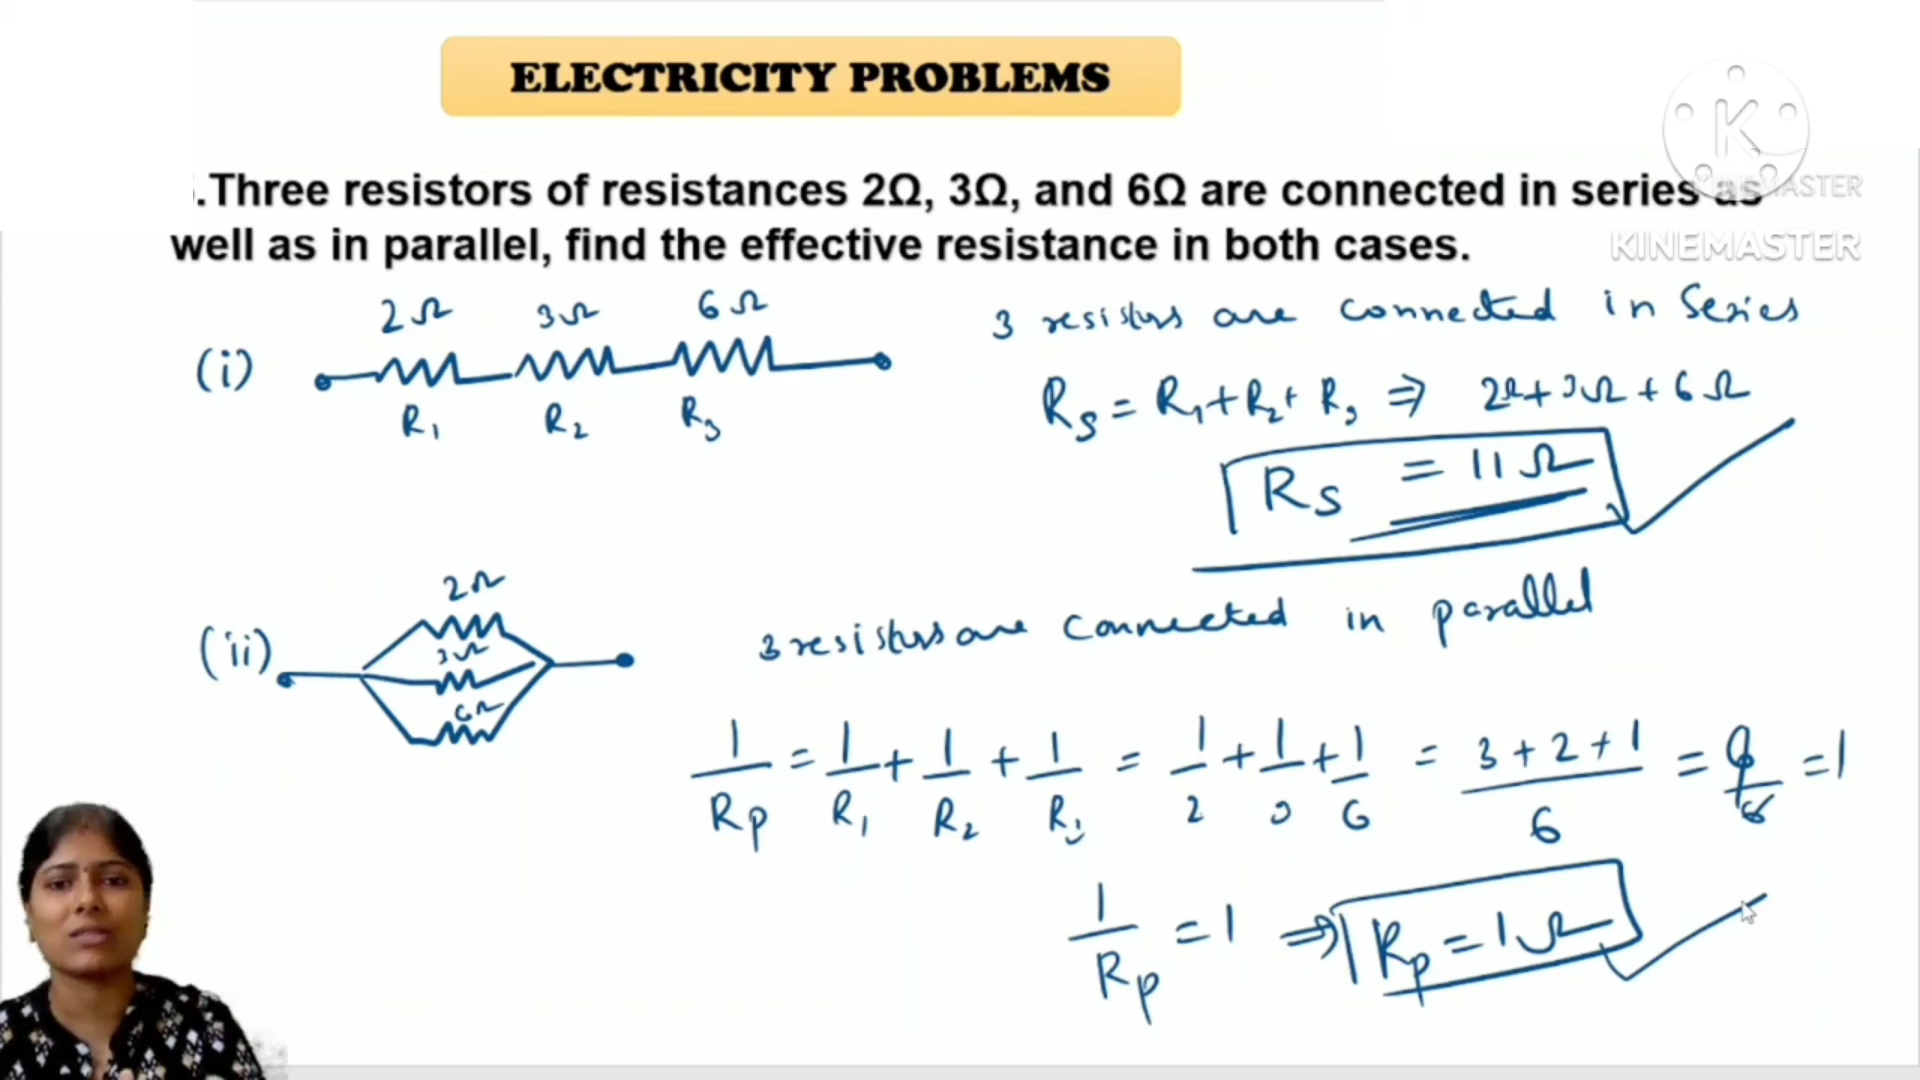 ELECTRICITY PROBLEMS
.Three resistors of resistances 2Ω, 3Ω, and 6Ω are connected in series as
well as in parallel, find the effective resistance in both cases.
K
KINEMASTER
2Ω 3Ω 6Ω
(i)
R₁ R₂ R₃
3 resistors are connected in Series
Rs = R₁ + R₂ + R₃ ⇒ 2Ω + 3Ω + 6Ω
Rs = 11Ω
(ii)
2Ω
3Ω
6Ω
3 resistors are connected in parallel
1/Rp = 1/R₁ + 1/R₂ + 1/R₃ = 1/2 + 1/3 + 1/6 = 3+2+1/6 = 6/6 = 1
1/Rp = 1 ⇒ Rp = 1Ω